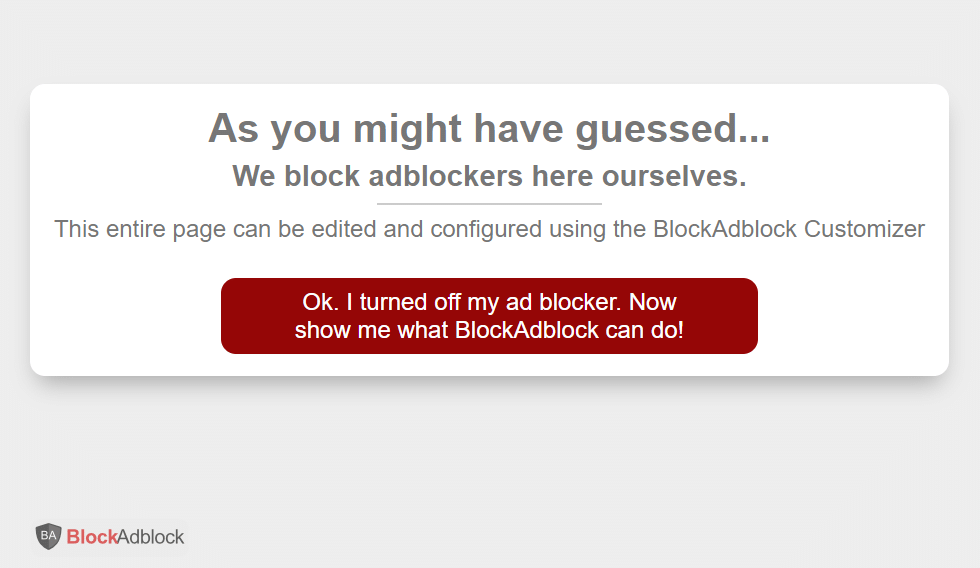 As you might have guessed...
We block adblockers here ourselves.
This entire page can be edited and configured using the BlockAdblock Customizer
Ok. I turned off my ad blocker. Now
show me what BlockAdblock can do!
BA BlockAdblock